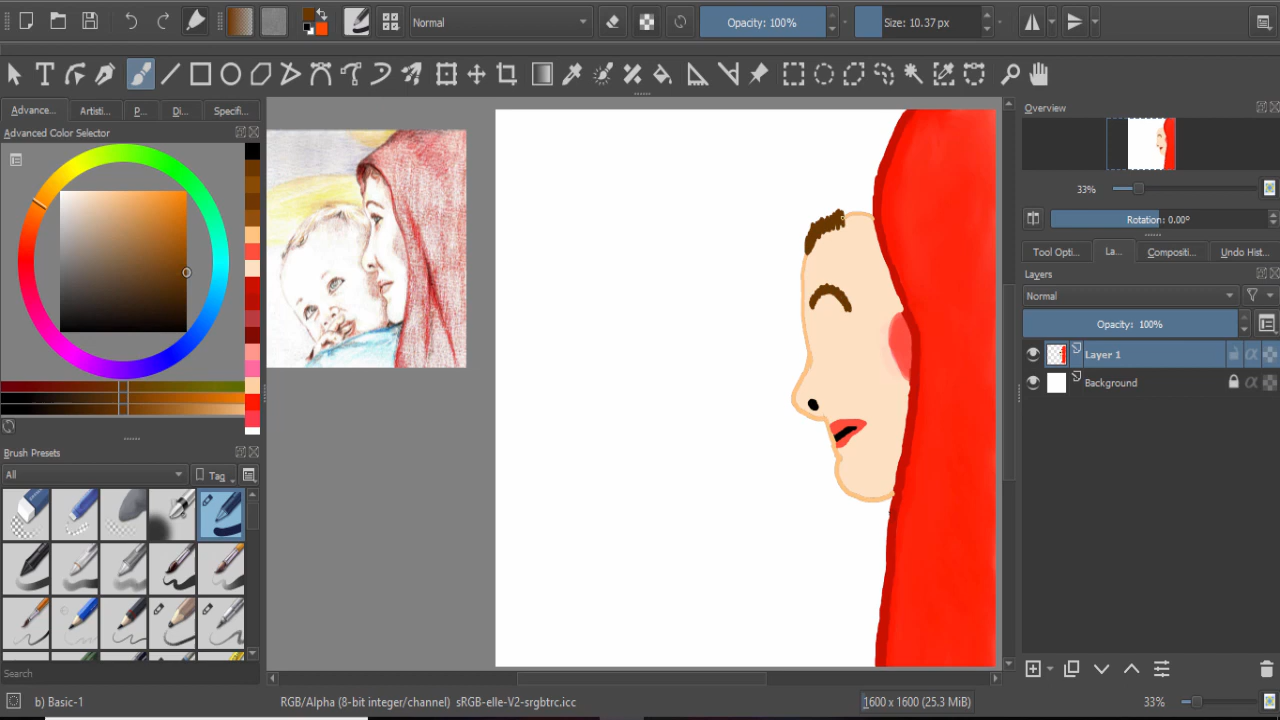 Normal
Opacity: 100%
Size: 10.37 px
Advance...
Artisti...
P...
Di...
Specifi...
Advanced Color Selector
Overview
33%
Rotation: 0.00°
Tool Opti...
La...
Compositi...
Undo Hist...
Layers
Normal
Opacity: 100%
Layer 1
Background
Brush Presets
All
Tag
Search
b) Basic-1
RGB/Alpha (8-bit integer/channel) sRGB-elle-V2-srgbtrc.icc
1600 x 1600 (25.3 MiB)
33%